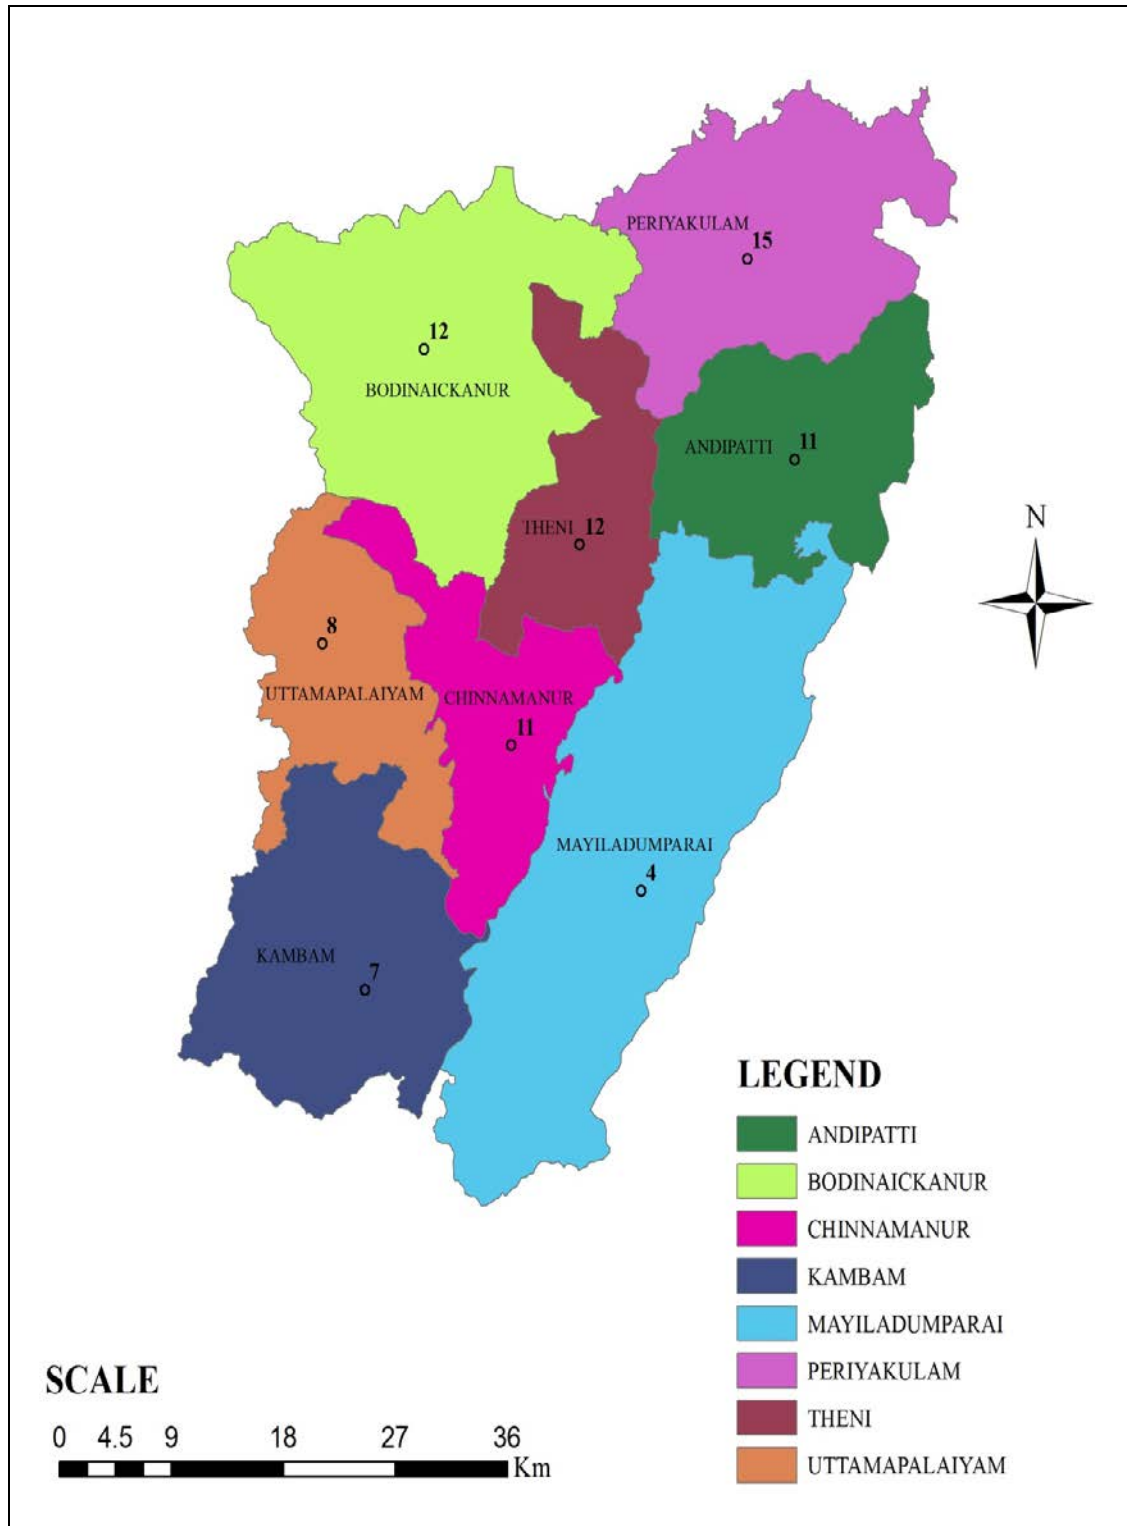 PERIYAKULAM
15
12
BODINAICKANUR
ANDIPATTI
11
THENI
12
N
8
UTTAMAPALAIYAM
CHINNAMANUR
11
MAYILADUMPARAI
4
KAMBAM
7
LEGEND
ANDIPATTI
BODINAICKANUR
CHINNAMANUR
KAMBAM
MAYILADUMPARAI
PERIYAKULAM
THENI
UTTAMAPALAIYAM
SCALE
0 4.5 9 18 27 36
Km